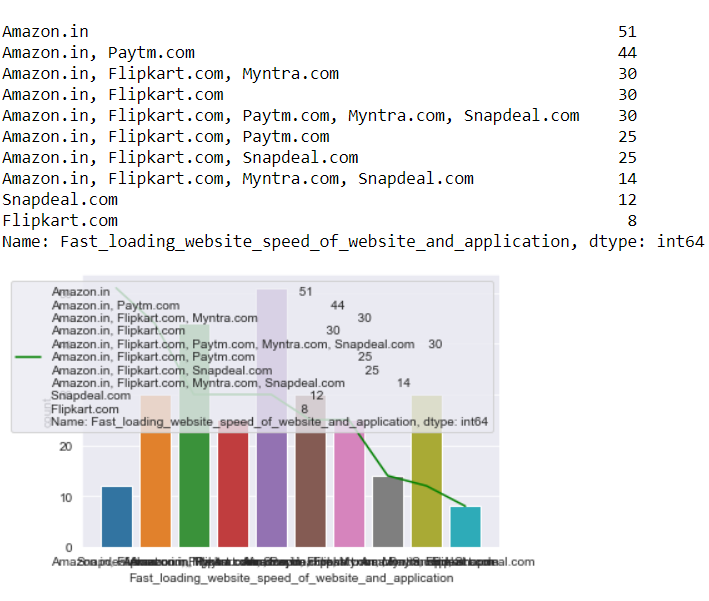 Amazon.in 51
Amazon.in, Paytm.com 44
Amazon.in, Flipkart.com, Myntra.com 30
Amazon.in, Flipkart.com 30
Amazon.in, Flipkart.com, Paytm.com, Myntra.com, Snapdeal.com 30
Amazon.in, Flipkart.com, Paytm.com 25
Amazon.in, Flipkart.com, Snapdeal.com 25
Amazon.in, Flipkart.com, Myntra.com, Snapdeal.com 14
Snapdeal.com 12
Flipkart.com 8
Name: Fast_loading_website_speed_of_website_and_application, dtype: int64
Amazon.in 51
Amazon.in, Paytm.com 44
Amazon.in, Flipkart.com, Myntra.com 30
Amazon.in, Flipkart.com 30
Amazon.in, Flipkart.com, Paytm.com, Myntra.com, Snapdeal.com 30
Amazon.in, Flipkart.com, Paytm.com 25
Amazon.in, Flipkart.com, Snapdeal.com 25
Amazon.in, Flipkart.com, Myntra.com, Snapdeal.com 14
Snapdeal.com 12
Flipkart.com 8
Name: Fast_loading_website_speed_of_website_and_application, dtype: int64
count
20
10
0
Fast_loading_website_speed_of_website_and_application